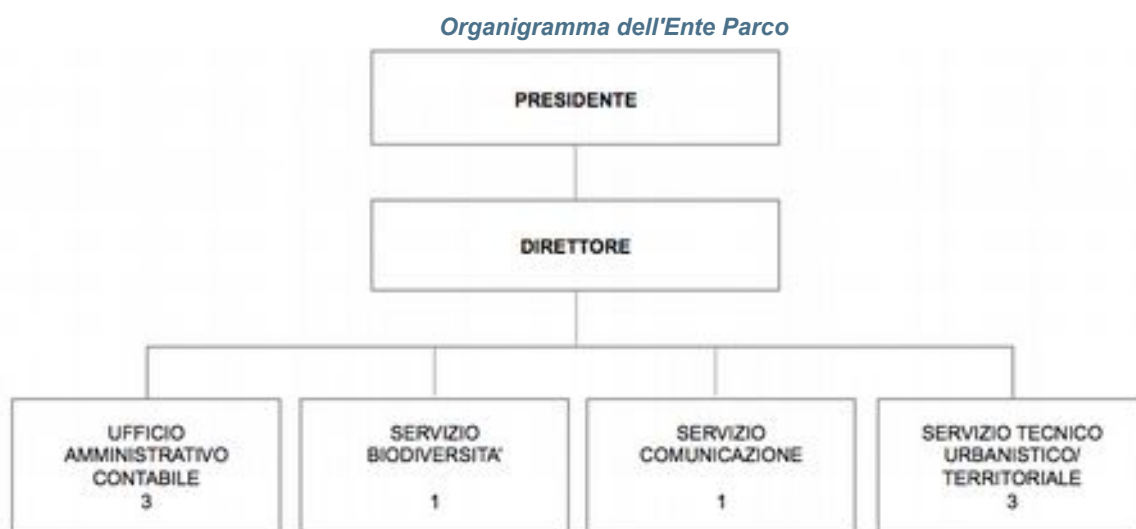 Organigramma dell'Ente Parco
PRESIDENTE
DIRETTORE
UFFICIO
AMMINISTRATIVO
CONTABILE
3
SERVIZIO
BIODIVERSITA'
1
SERVIZIO
COMUNICAZIONE
1
SERVIZIO TECNICO
URBANISTICO/
TERRITORIALE
3